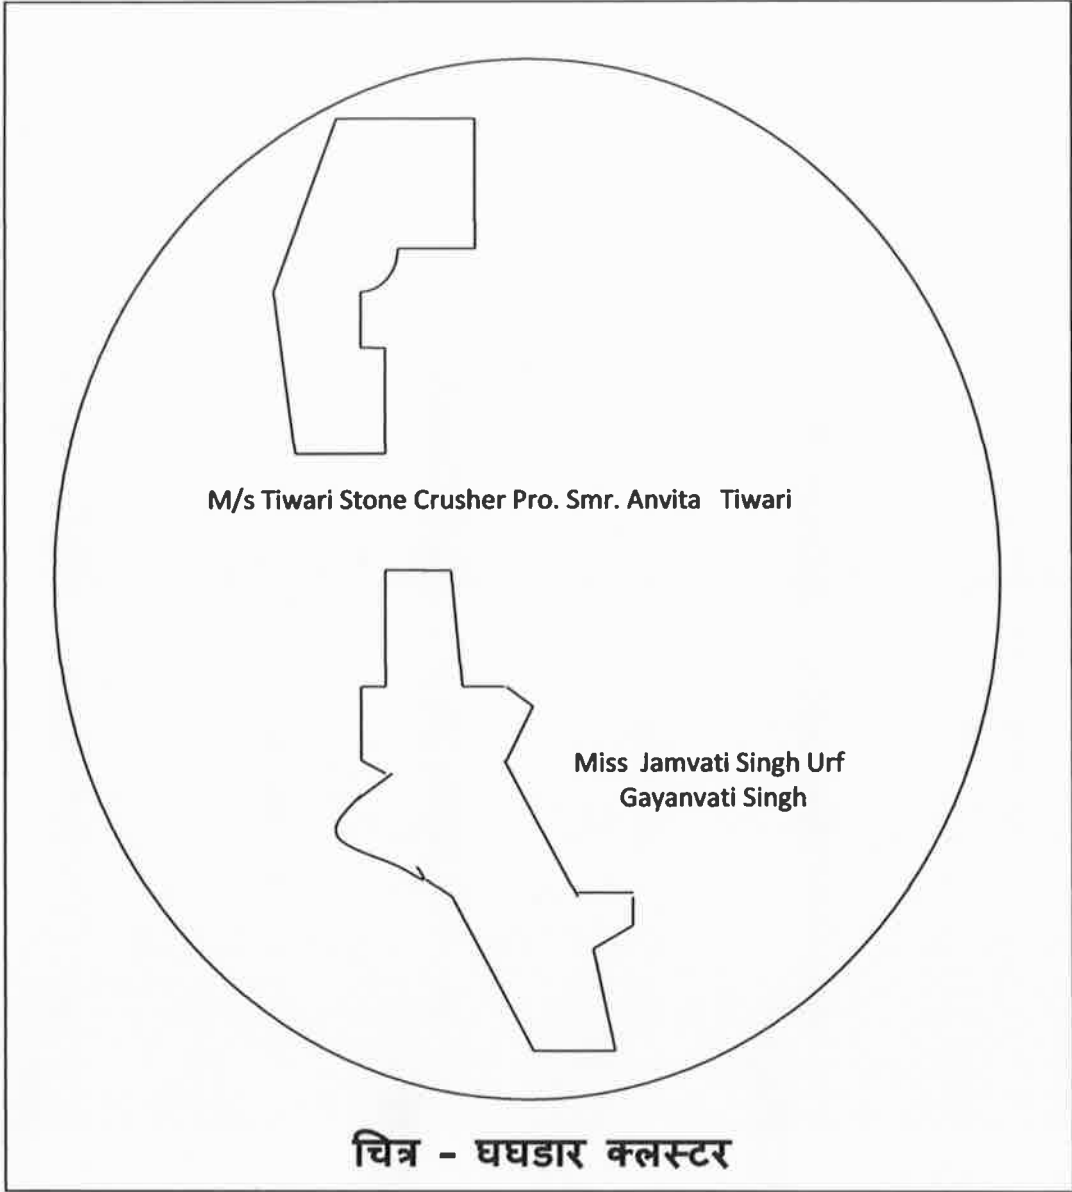 M/s Tiwari Stone Crusher Pro. Smr. Anvita Tiwari
Miss Jamvati Singh Urf
Gayanvati Singh
चित्र - घघडार क्लस्टर